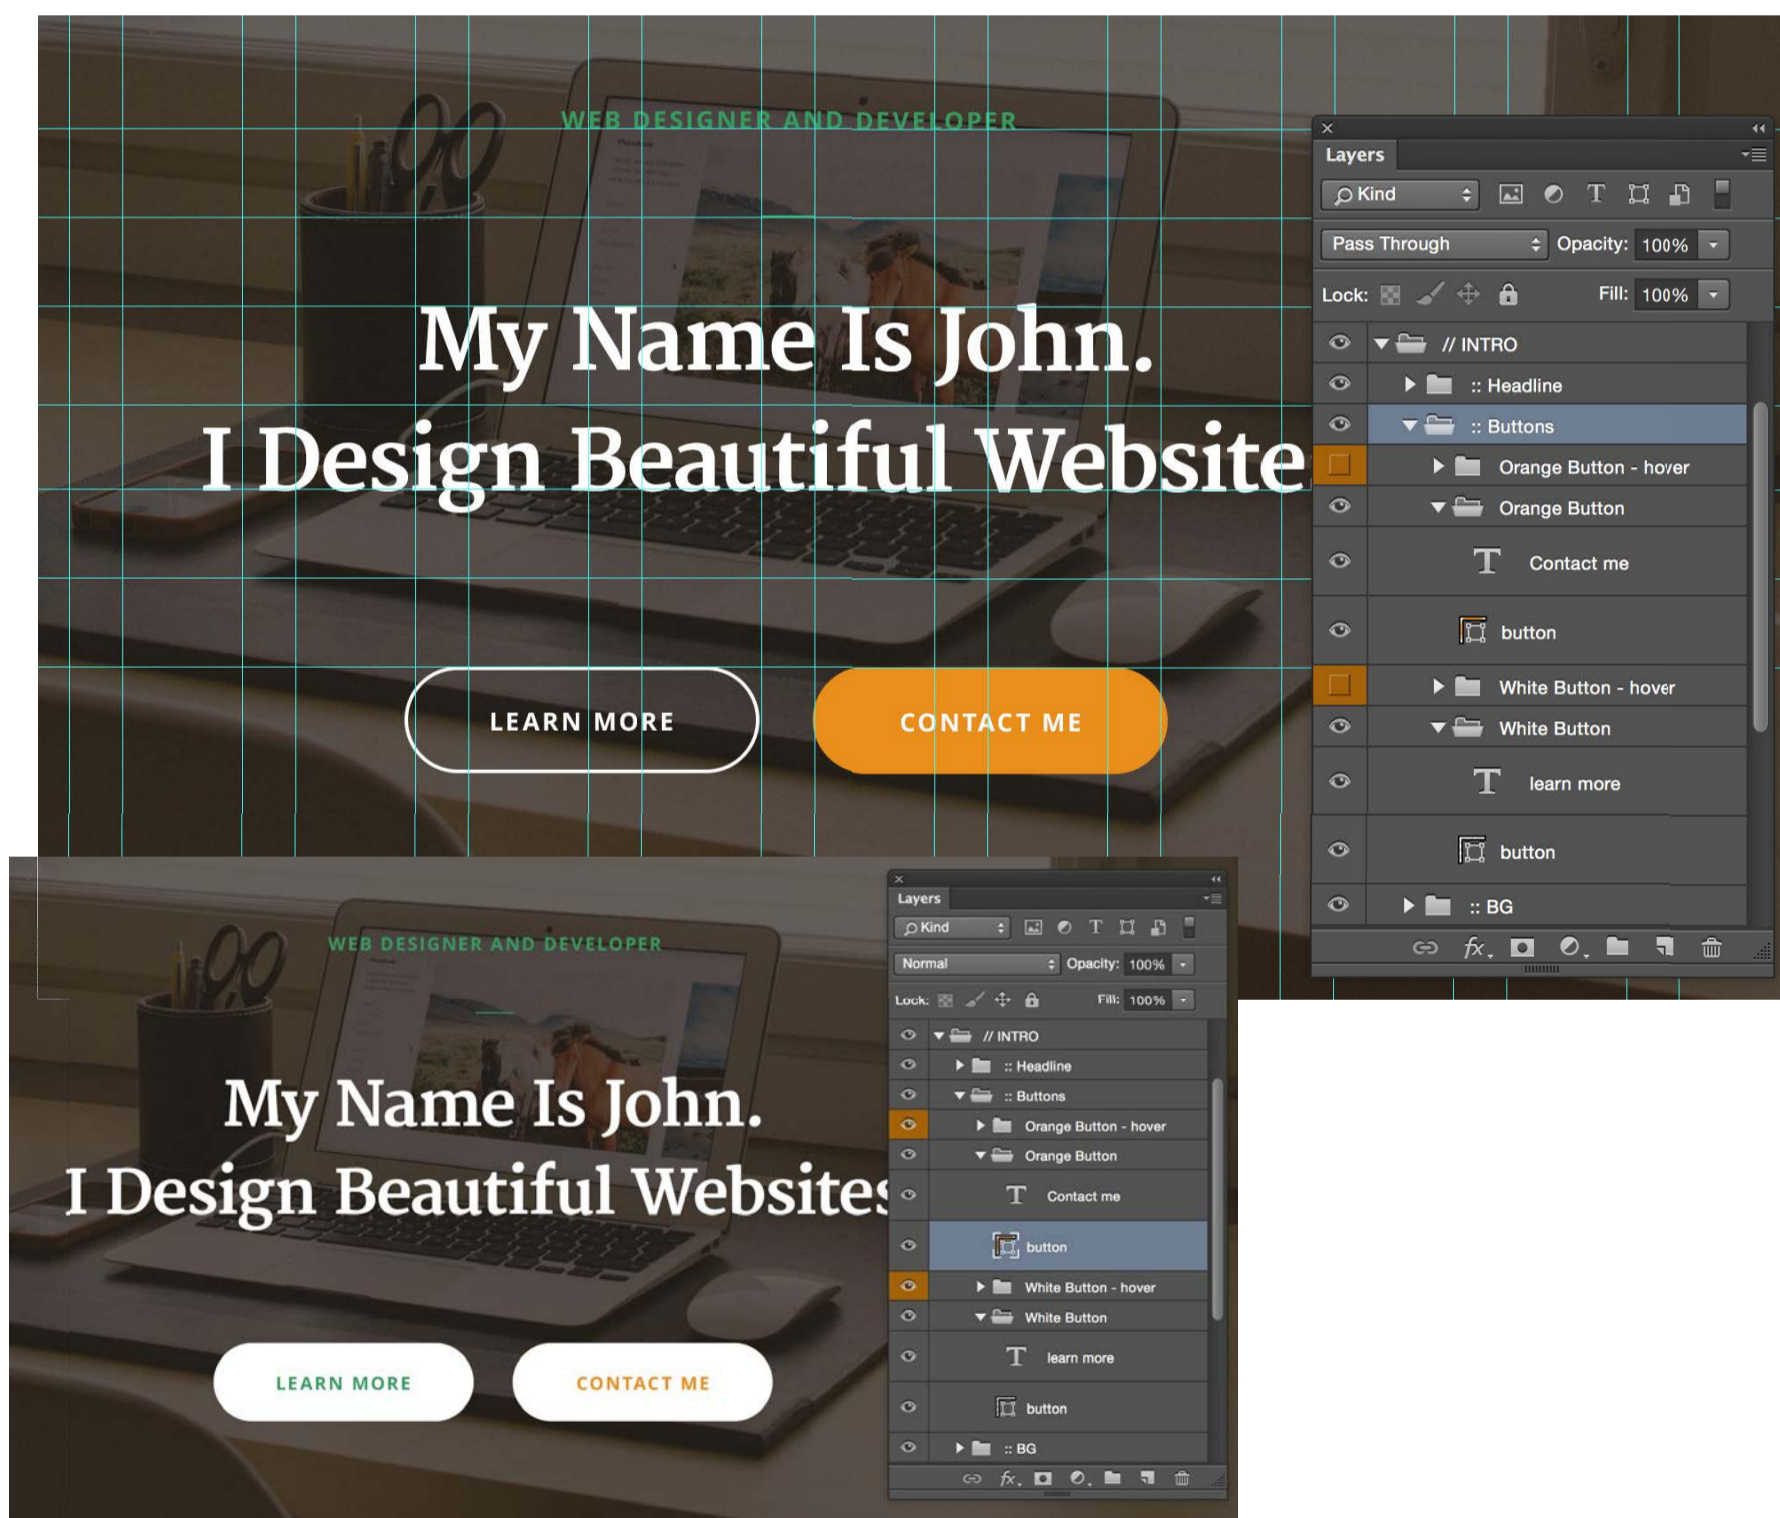 WEB DESIGNER AND DEVELOPER
My Name Is John.
I Design Beautiful Website
LEARN MORE
CONTACT ME
Layers
Kind
Pass Through
Opacity: 100%
Lock:
Fill: 100%
// INTRO
:: Headline
:: Buttons
Orange Button - hover
Orange Button
T Contact me
button
White Button - hover
White Button
T learn more
button
:: BG
fx.
WEB DESIGNER AND DEVELOPER
My Name Is John.
I Design Beautiful Websites
LEARN MORE
CONTACT ME
Layers
Kind
Normal
Opacity: 100%
Lock:
Fill: 100%
// INTRO
:: Headline
:: Buttons
Orange Button - hover
Orange Button
T Contact me
button
White Button - hover
White Button
T learn more
button
:: BG
fx.